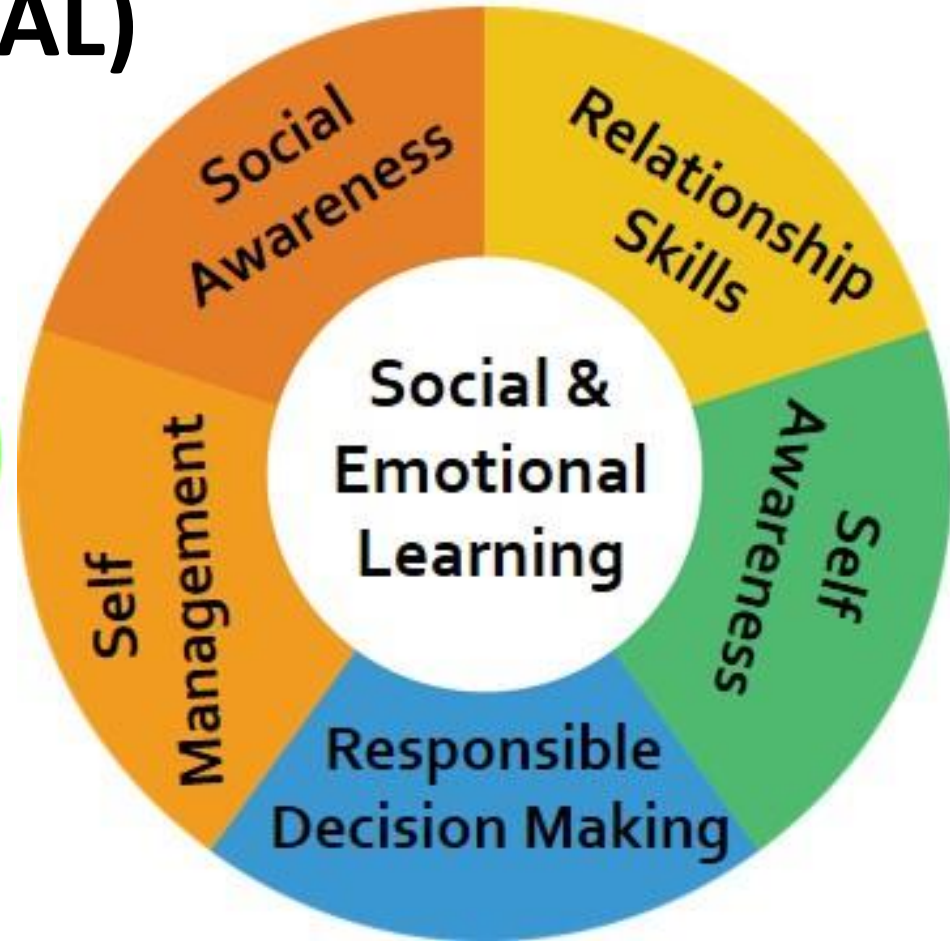 AL)
Social
Awareness
Relationship
Skills
Social &
Emotional
Learning
Self
Management
Self
Awareness
Responsible
Decision Making